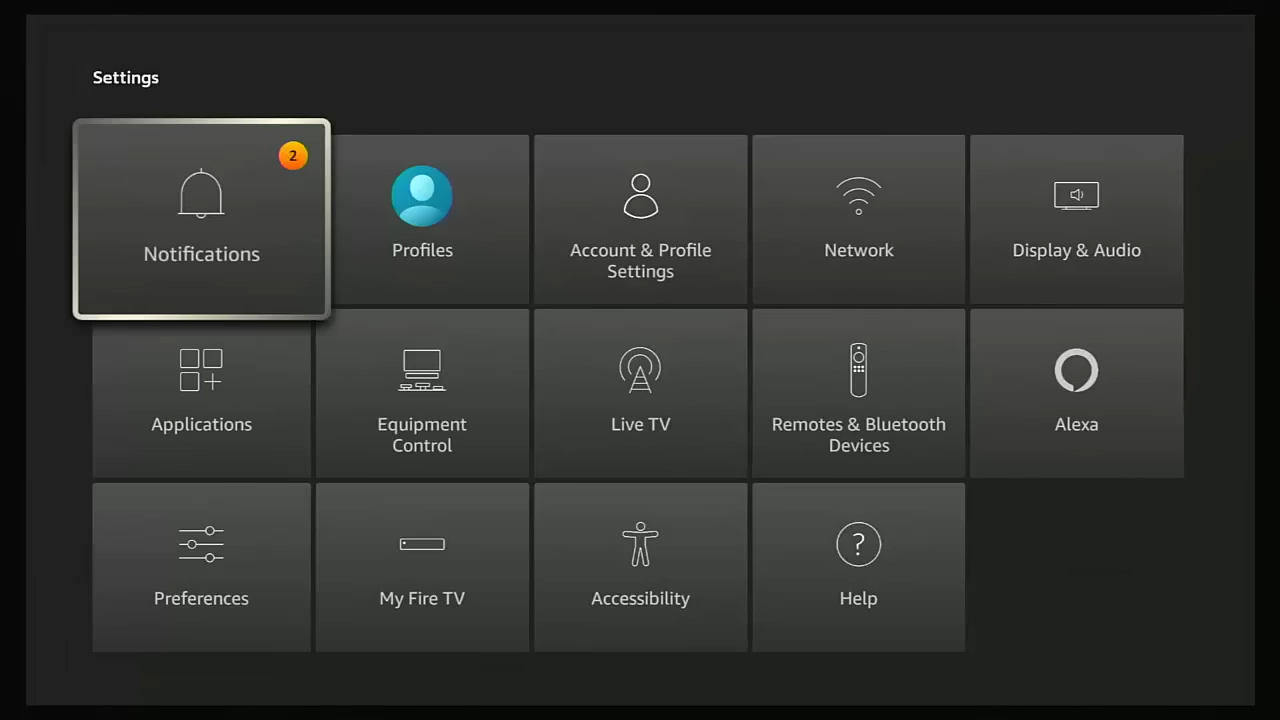 Settings
2
Notifications
Profiles
Account & Profile
Settings
Network
Display & Audio
Applications
Equipment
Control
Live TV
Remotes & Bluetooth
Devices
Alexa
Preferences
My Fire TV
Accessibility
?
Help